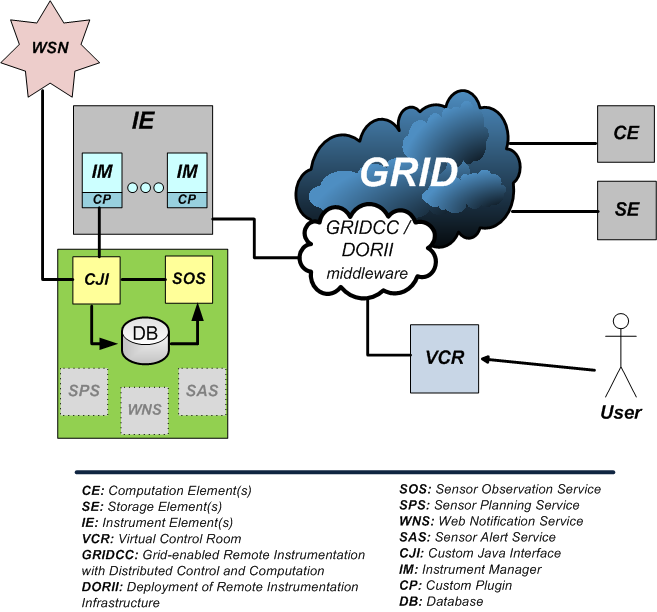 WSN
IE
IM
IM
CP
CP
GRID
CE
SE
GRIDCC /
DORII
middleware
CJI
SOS
DB
SPS
WNS
SAS
VCR
User
CE: Computation Element(s)
SE: Storage Element(s)
IE: Instrument Element(s)
VCR: Virtual Control Room
GRIDCC: Grid-enabled Remote Instrumentation
with Distributed Control and Computation
DORII: Deployment of Remote Instrumentation
Infrastructure
SOS: Sensor Observation Service
SPS: Sensor Planning Service
WNS: Web Notification Service
SAS: Sensor Alert Service
CJI: Custom Java Interface
IM: Instrument Manager
CP: Custom Plugin
DB: Database